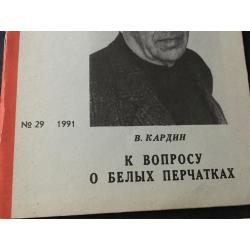 № 29 1991
В. КАРДИН
К ВОПРОСУ
О БЕЛЫХ ПЕРЧАТКАХ